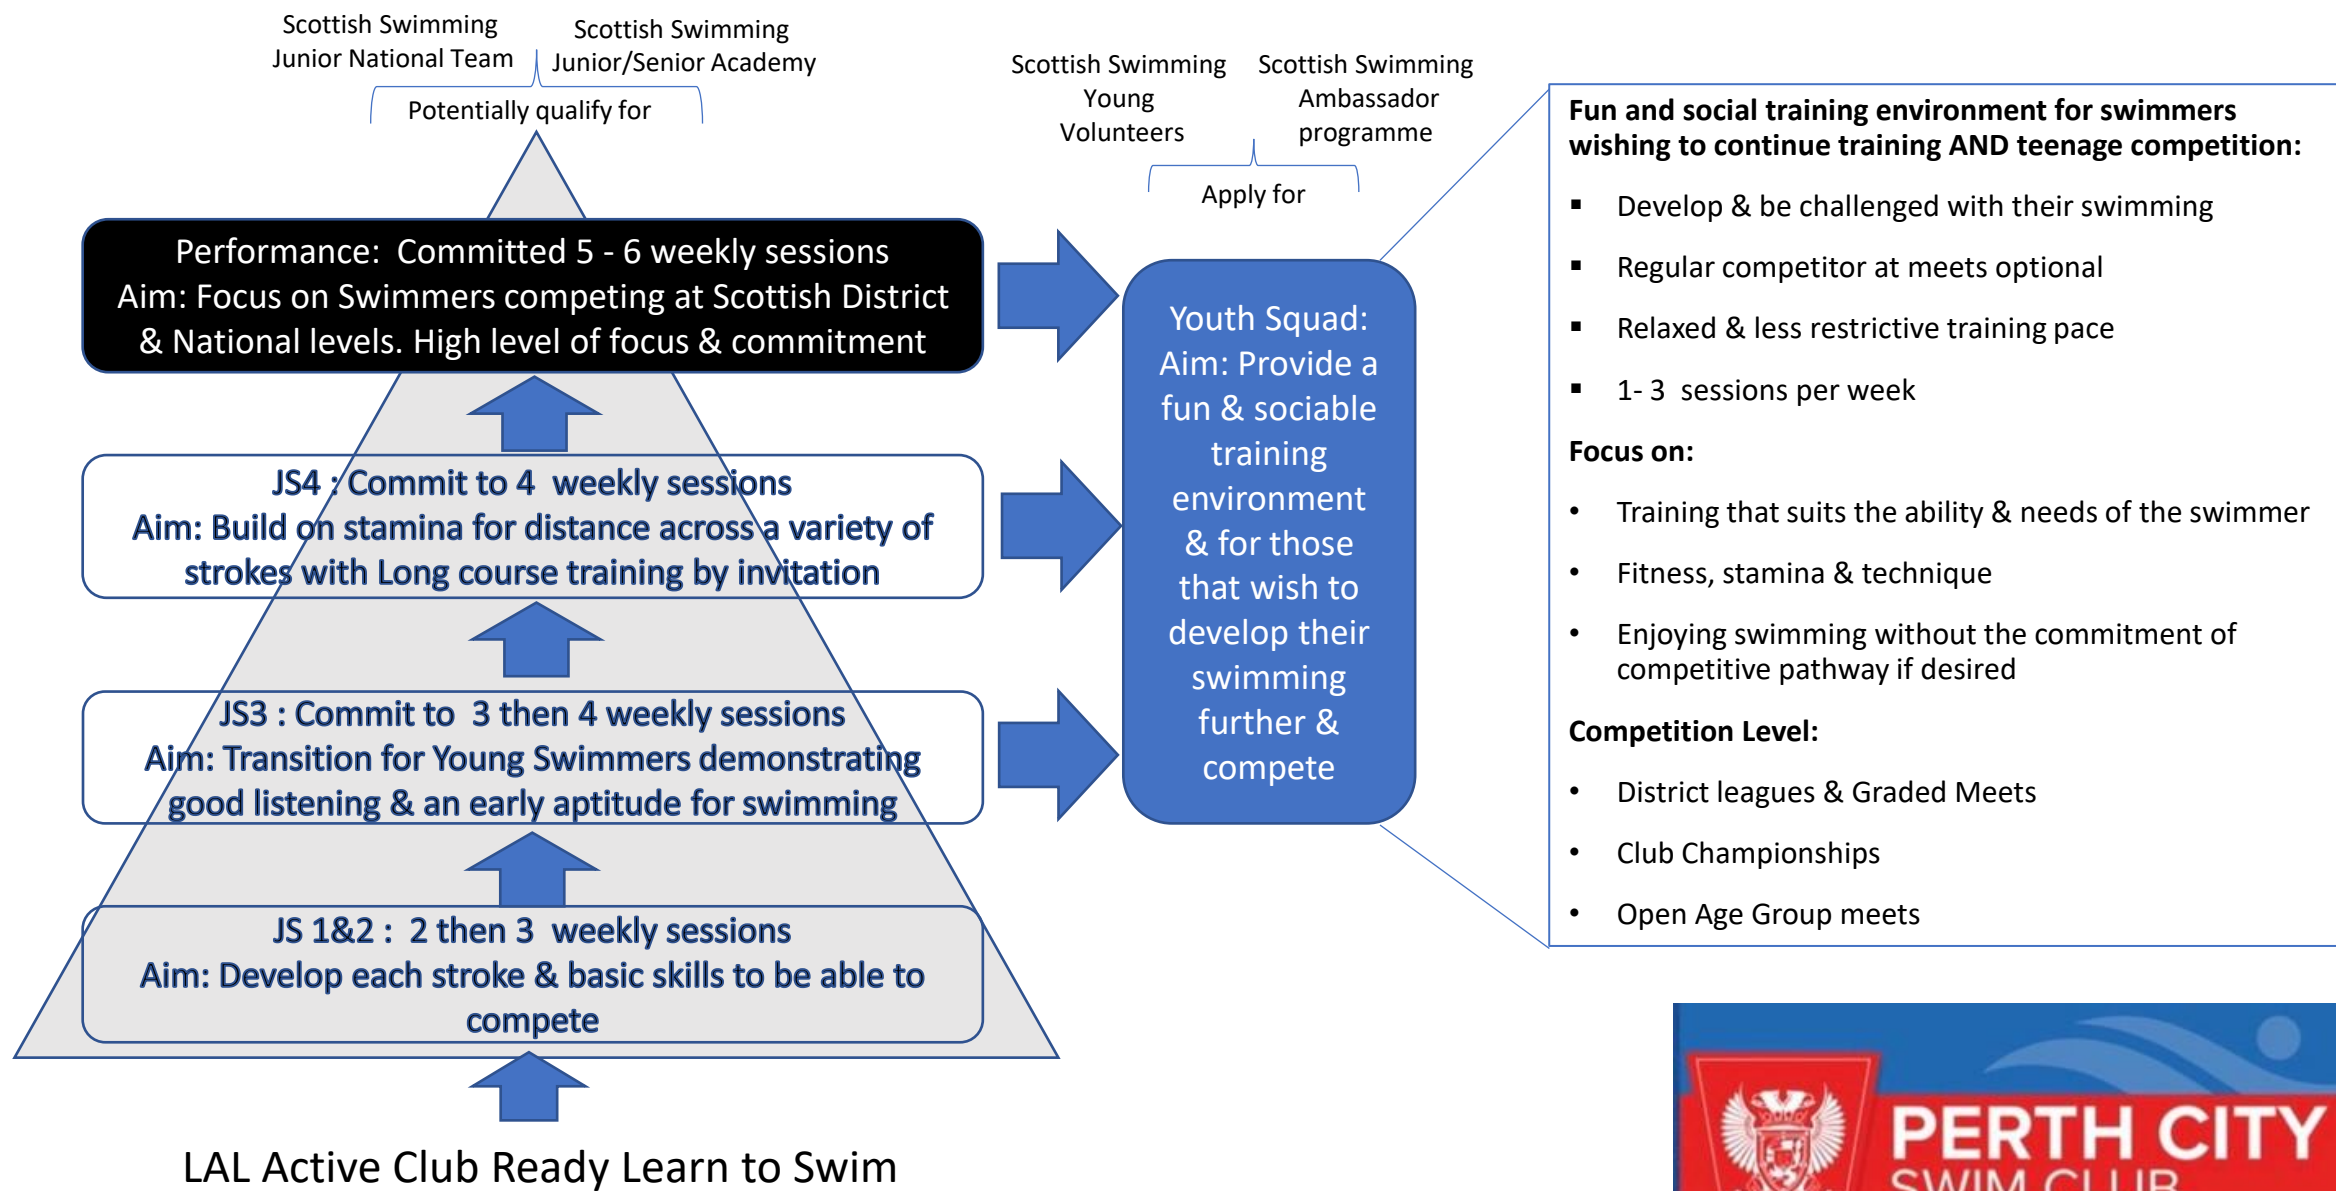 Scottish Swimming
Junior National Team
Scottish Swimming
Junior/Senior Academy
Potentially qualify for
Performance: Committed 5 - 6 weekly sessions
Aim: Focus on Swimmers competing at Scottish District
& National levels. High level of focus & commitment
JS4 : Commit to 4 weekly sessions
Aim: Build on stamina for distance across a variety of
strokes with Long course training by invitation
JS3 : Commit to 3 then 4 weekly sessions
Aim: Transition for Young Swimmers demonstrating
good listening & an early aptitude for swimming
JS 1&2 : 2 then 3 weekly sessions
Aim: Develop each stroke & basic skills to be able to
compete
LAL Active Club Ready Learn to Swim
Scottish Swimming
Young
Volunteers
Scottish Swimming
Ambassador
programme
Apply for
Youth Squad:
Aim: Provide a
fun & sociable
training
environment
& for those
that wish to
develop their
swimming
further &
compete
Fun and social training environment for swimmers
wishing to continue training AND teenage competition:
▪ Develop & be challenged with their swimming
▪ Regular competitor at meets optional
▪ Relaxed & less restrictive training pace
▪ 1- 3 sessions per week
Focus on:
• Training that suits the ability & needs of the swimmer
• Fitness, stamina & technique
• Enjoying swimming without the commitment of
competitive pathway if desired
Competition Level:
• District leagues & Graded Meets
• Club Championships
• Open Age Group meets
PERTH CITY
SWIM CLUB